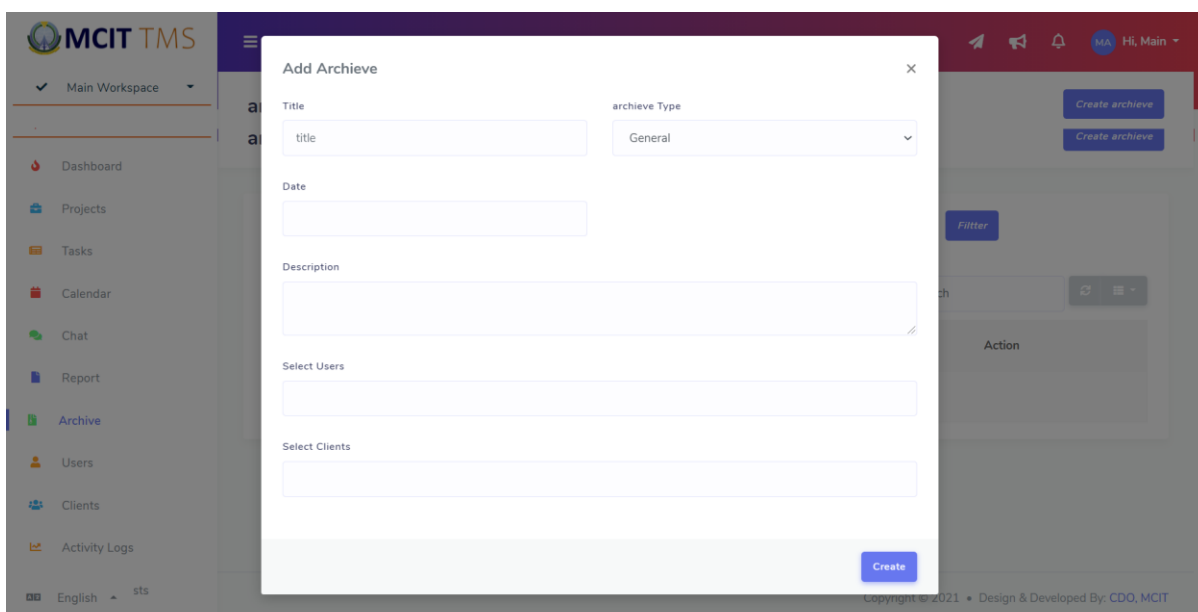 MCIT TMS
MA Hi, Main
Main Workspace
Add Archieve
×
Create archieve
Create archieve
Title
archieve Type
title
General
Date
Filtter
Description
Select Users
Action
Select Clients
Create
Dashboard
Projects
Tasks
Calendar
Chat
Report
Archive
Users
Clients
Activity Logs
English
sts
Copyright © 2021 • Design & Developed By: CDO, MCIT